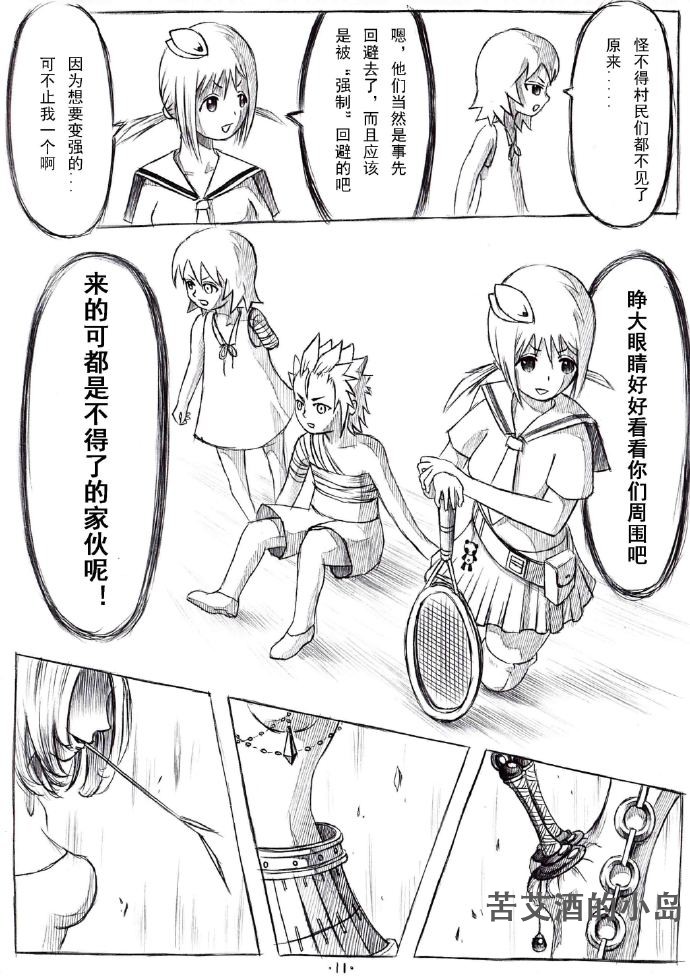 怪不得村民们都不见了
原来....
嗯，他们当然是事先
回避去了，而且应该
是被“强制”回避的吧
因为想要变强的...
可不止我一个啊
睁大眼睛好好看看你们周围吧
来的可都是不得了的家伙呢！
苦艾酒的小岛
·11·